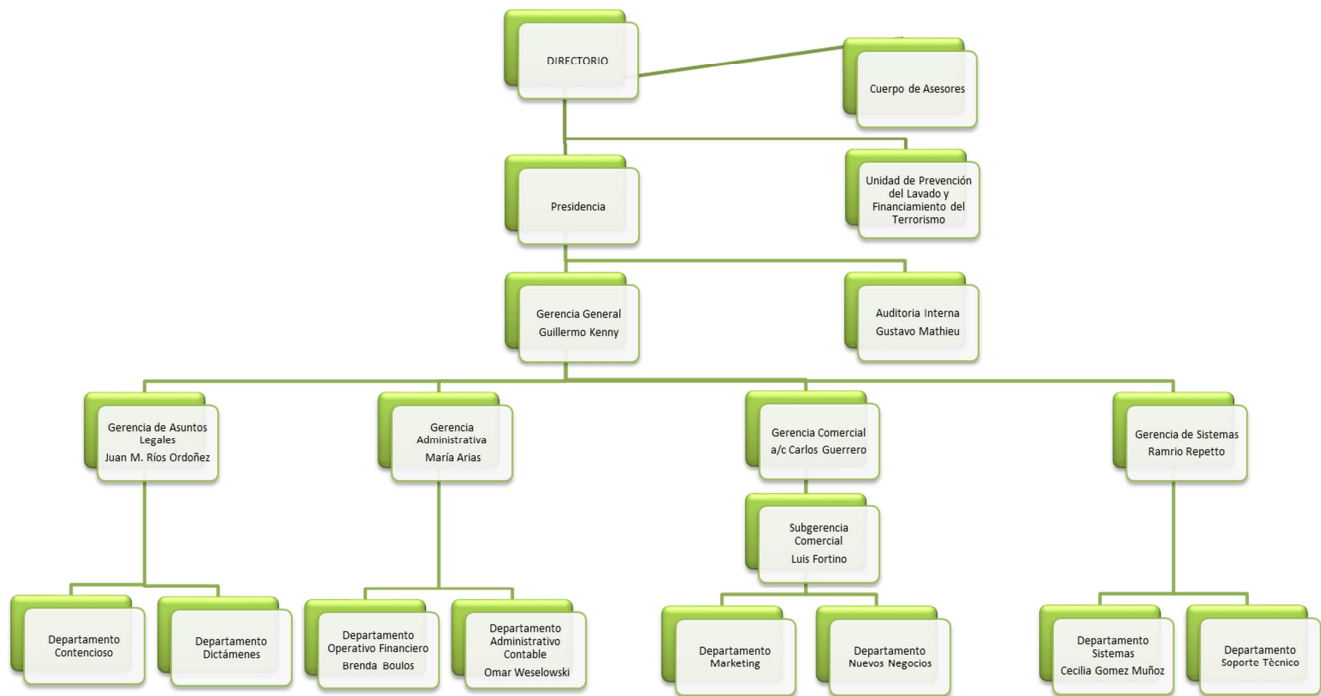 DIRECTORIO
Cuerpo de Asesores
Presidencia
Unidad de Prevención
del Lavado y
Financiamiento del
Terrorismo
Gerencia General
Guillermo Kenny
Auditoria Interna
Gustavo Mathieu
Gerencia de Asuntos
Legales
Juan M. Ríos Ordoñez
Gerencia
Administrativa
María Arias
Gerencia Comercial
a/c Carlos Guerrero
Gerencia de Sistemas
Ramrio Repetto
Subgerencia
Comercial
Luis Fortino
Departamento
Contencioso
Departamento
Dictámenes
Departamento
Operativo Financiero
Brenda Boulos
Departamento
Administrativo
Contable
Omar Weselowski
Departamento
Marketing
Departamento
Nuevos Negocios
Departamento
Sistemas
Cecilia Gomez Muñoz
Departamento
Soporte Tècnico